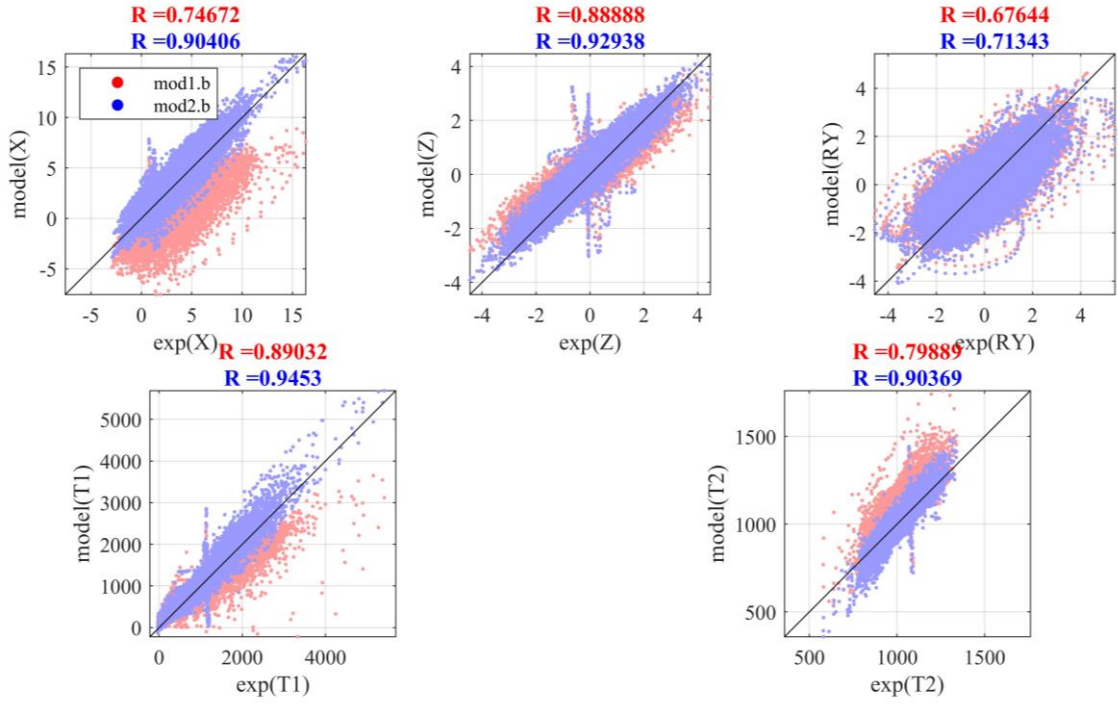 R =0.74672
R =0.90406
15
10
5
0
-5
model(X)
mod1.b
mod2.b
-5
0
5
10
15
exp(X)
R =0.88888
R =0.92938
4
2
0
-2
-4
model(Z)
-4
-2
0
2
4
exp(Z)
R =0.67644
R =0.71343
4
2
0
-2
-4
model(RY)
-4
-2
0
2
4
exp(RY)
R =0.89032
R =0.9453
5000
4000
3000
2000
1000
0
model(T1)
0
2000
4000
exp(T1)
R =0.79889
R =0.90369
1500
1000
500
model(T2)
500
1000
1500
exp(T2)